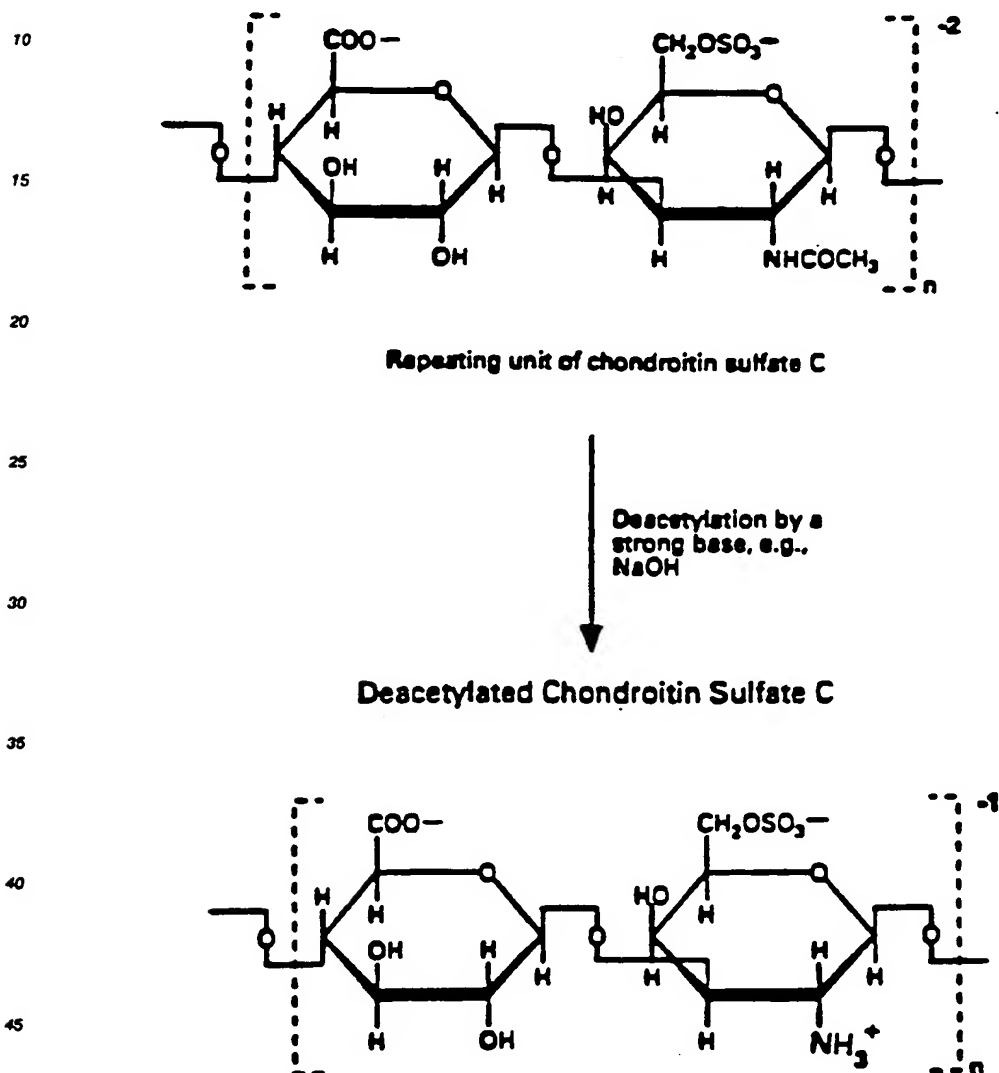 10
COO− CH2OSO3− -2
O O
H HO
H H
O OH H O H O
15
H H H H
H OH H NHCOCH3
n
20
Repeating unit of chondroitin sulfate C
25
Deacetylation by a
strong base, e.g.,
NaOH
30
Deacetylated Chondroitin Sulfate C
35
-1
COO− CH2OSO3−
O O
40
H HO
H H
O OH H O H O
H H H H
45
H OH H NH3+
n